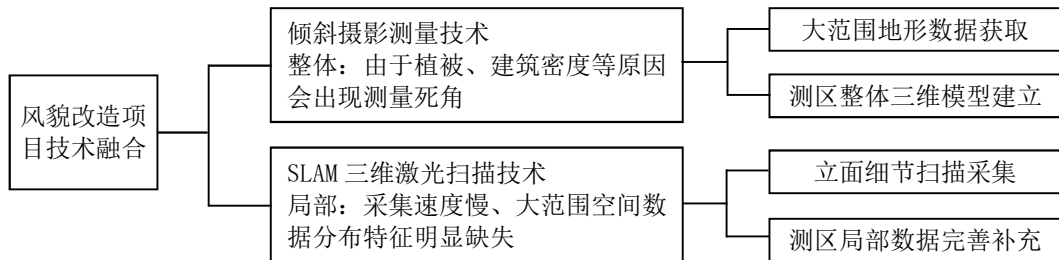 风貌改造项
目技术融合
倾斜摄影测量技术
整体：由于植被、建筑密度等原因
会出现测量死角
大范围地形数据获取
测区整体三维模型建立
SLAM 三维激光扫描技术
局部：采集速度慢、大范围空间数
据分布特征明显缺失
立面细节扫描采集
测区局部数据完善补充